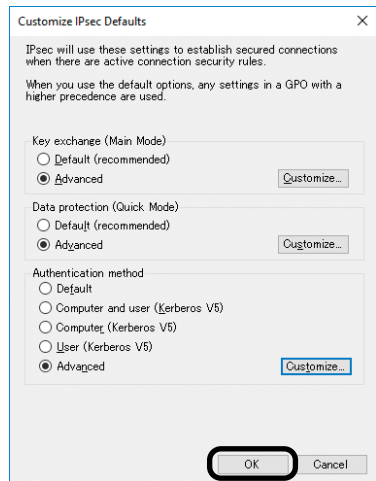 Customize IPsec Defaults
IPsec will use these settings to establish secured connections
when there are active connection security rules.
When you use the default options, any settings in a GPO with a
higher precedence are used.
Key exchange (Main Mode)
Default (recommended)
Advanced
Customize...
Data protection (Quick Mode)
Default (recommended)
Advanced
Customize...
Authentication method
Default
Computer and user (Kerberos V5)
Computer (Kerberos V5)
User (Kerberos V5)
Advanced
Customize...
OK
Cancel